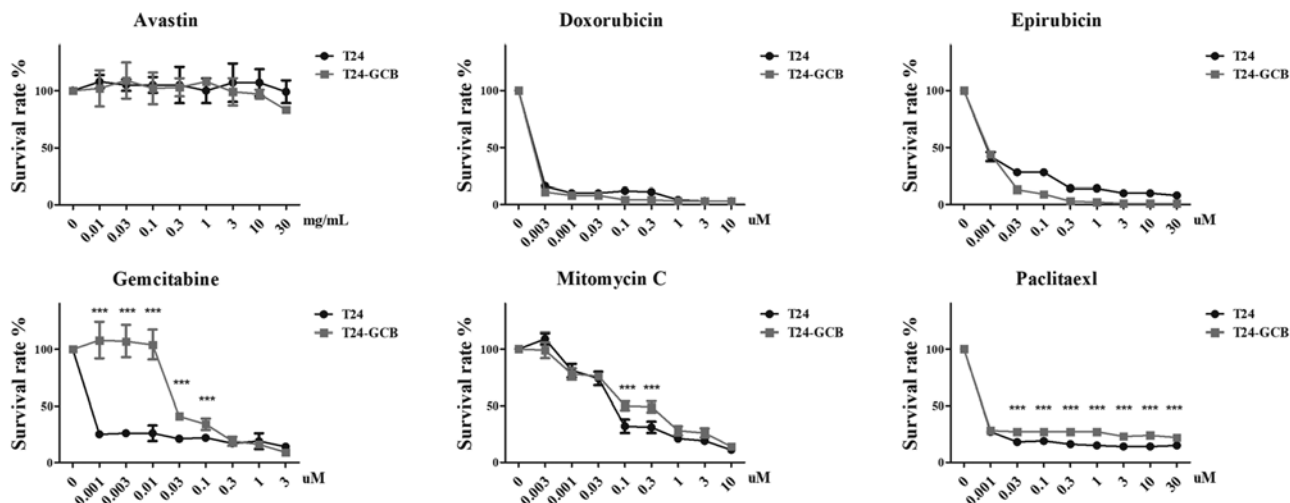 Avastin
Survival rate %
100
50
0
T24
T24-GCB
0 0.01 0.03 0.1 0.3 1 3 10 30 mg/mL
Doxorubicin
Survival rate %
100
50
0
T24
T24-GCB
0 0.003 0.001 0.03 0.1 0.3 1 3 10 uM
Epirubicin
Survival rate %
100
50
0
T24
T24-GCB
0 0.001 0.03 0.1 0.3 1 3 10 30 uM
Gemcitabine
Survival rate %
100
50
0
*** *** *** *** ***
T24
T24-GCB
0 0.001 0.003 0.01 0.03 0.1 0.3 1 3 uM
Mitomycin C
Survival rate %
100
50
0
*** ***
T24
T24-GCB
0 0.003 0.001 0.03 0.1 0.3 1 3 10 uM
Paclitaexl
Survival rate %
100
50
0
*** *** *** *** *** *** ***
T24
T24-GCB
0 0.001 0.03 0.1 0.3 1 3 10 30 uM